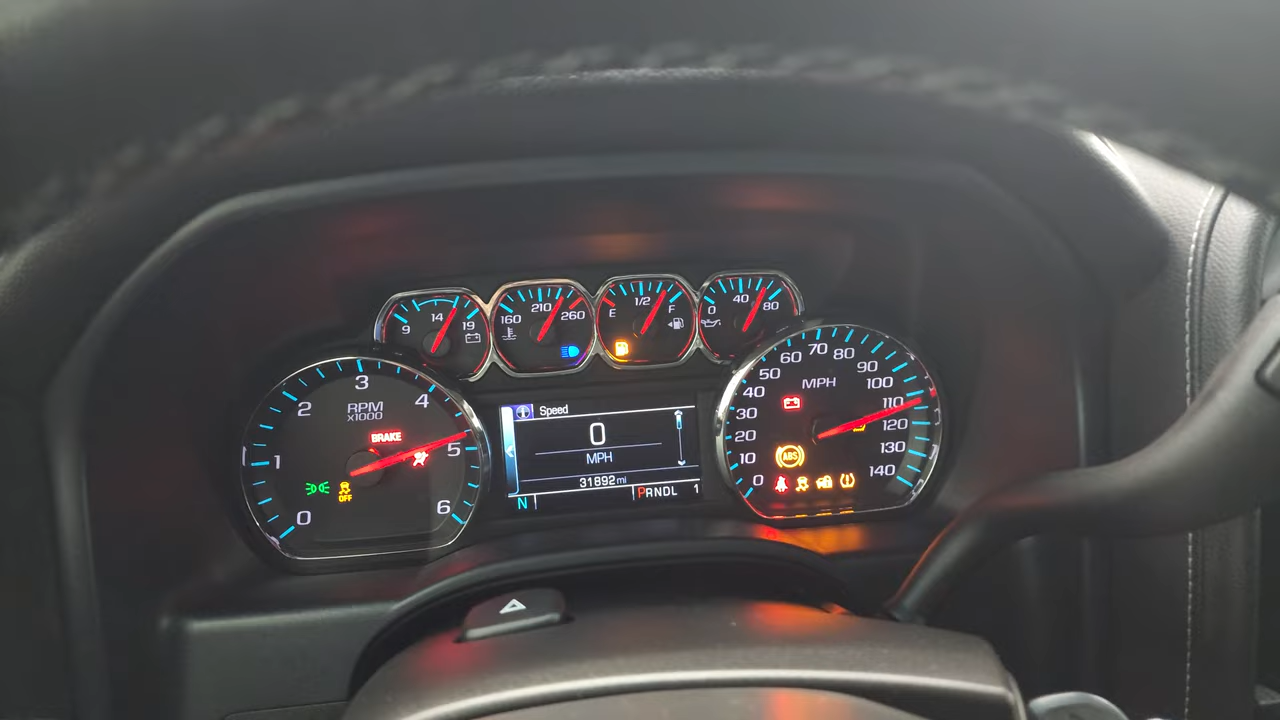 9 14 19
160 210 260
E 1/2 F
0 40 80
0 1 2 3 4 5 6
RPM
x1000
BRAKE
OFF
Speed
0
MPH
31892 mi
N PRNDL 1
0 10 20 30 40 50 60 70 80 90 100 110 120 130 140
MPH
ABS